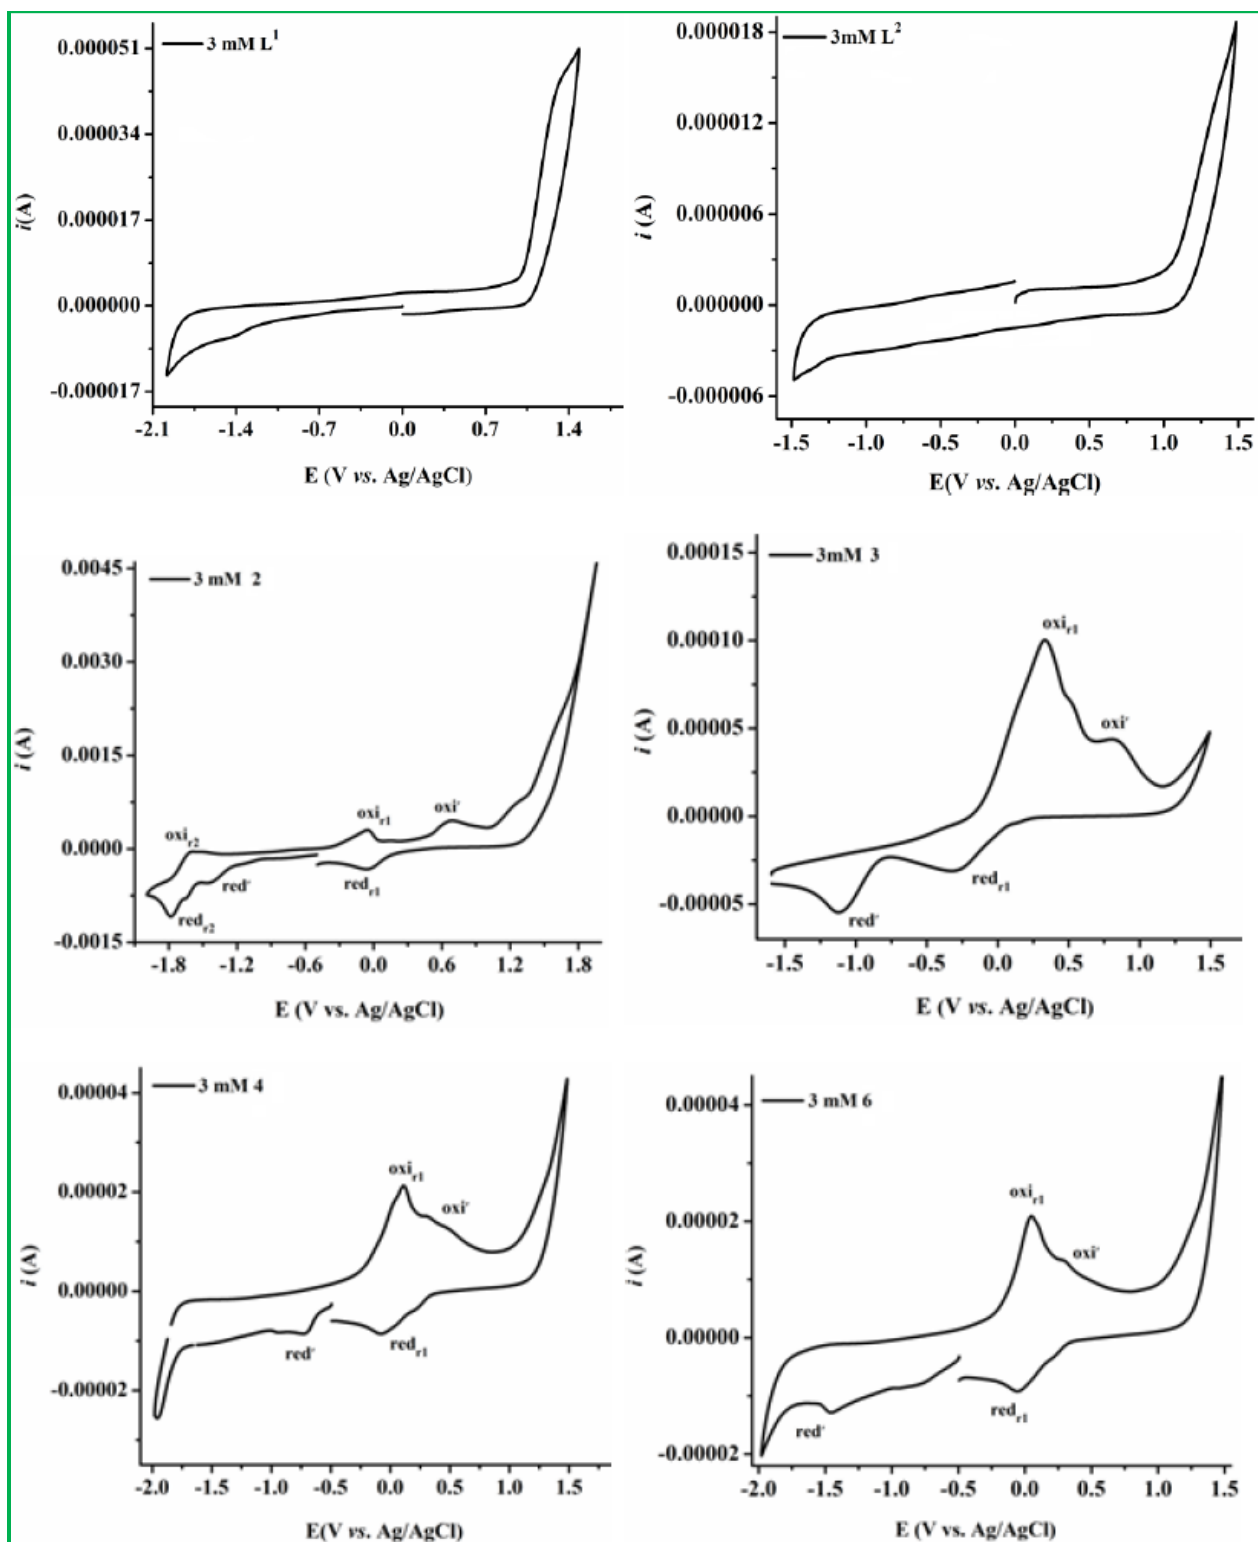 3 mM L1
0.000051
0.000034
0.000017
0.000000
-0.000017
i(A)
-2.1 -1.4 -0.7 0.0 0.7 1.4
E (V vs. Ag/AgCl)
3mM L2
0.000018
0.000012
0.000006
0.000000
-0.000006
i (A)
-1.5 -1.0 -0.5 0.0 0.5 1.0 1.5
E(V vs. Ag/AgCl)
3 mM 2
0.0045
0.0030
0.0015
0.0000
-0.0015
i (A)
oxir2
oxir1
oxi'
red'
redr1
redr2
-1.8 -1.2 -0.6 0.0 0.6 1.2 1.8
E (V vs. Ag/AgCl)
3mM 3
0.00015
0.00010
0.00005
0.00000
-0.00005
i (A)
oxir1
oxi'
redr1
red'
-1.5 -1.0 -0.5 0.0 0.5 1.0 1.5
E (V vs. Ag/AgCl)
3 mM 4
0.00004
0.00002
0.00000
-0.00002
i (A)
oxir1
oxi'
red'
redr1
-2.0 -1.5 -1.0 -0.5 0.0 0.5 1.0 1.5
E(V vs. Ag/AgCl)
3 mM 6
0.00004
0.00002
0.00000
-0.00002
i (A)
oxir1
oxi'
redr1
red'
-2.0 -1.5 -1.0 -0.5 0.0 0.5 1.0 1.5
E (V vs. Ag/AgCl)